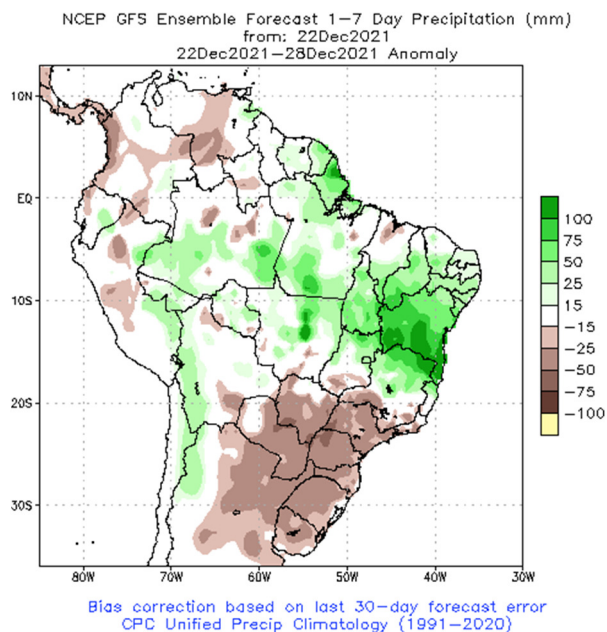 NCEP GFS Ensemble Forecast 1–7 Day Precipitation (mm)
from: 22Dec2021
22Dec2021–28Dec2021 Anomaly
10N
EQ
10S
20S
30S
80W
70W
60W
50W
40W
30W
100
75
50
25
15
−15
−25
−50
−75
−100
Bias correction based on last 30–day forecast error
CPC Unified Precip Climatology (1991–2020)